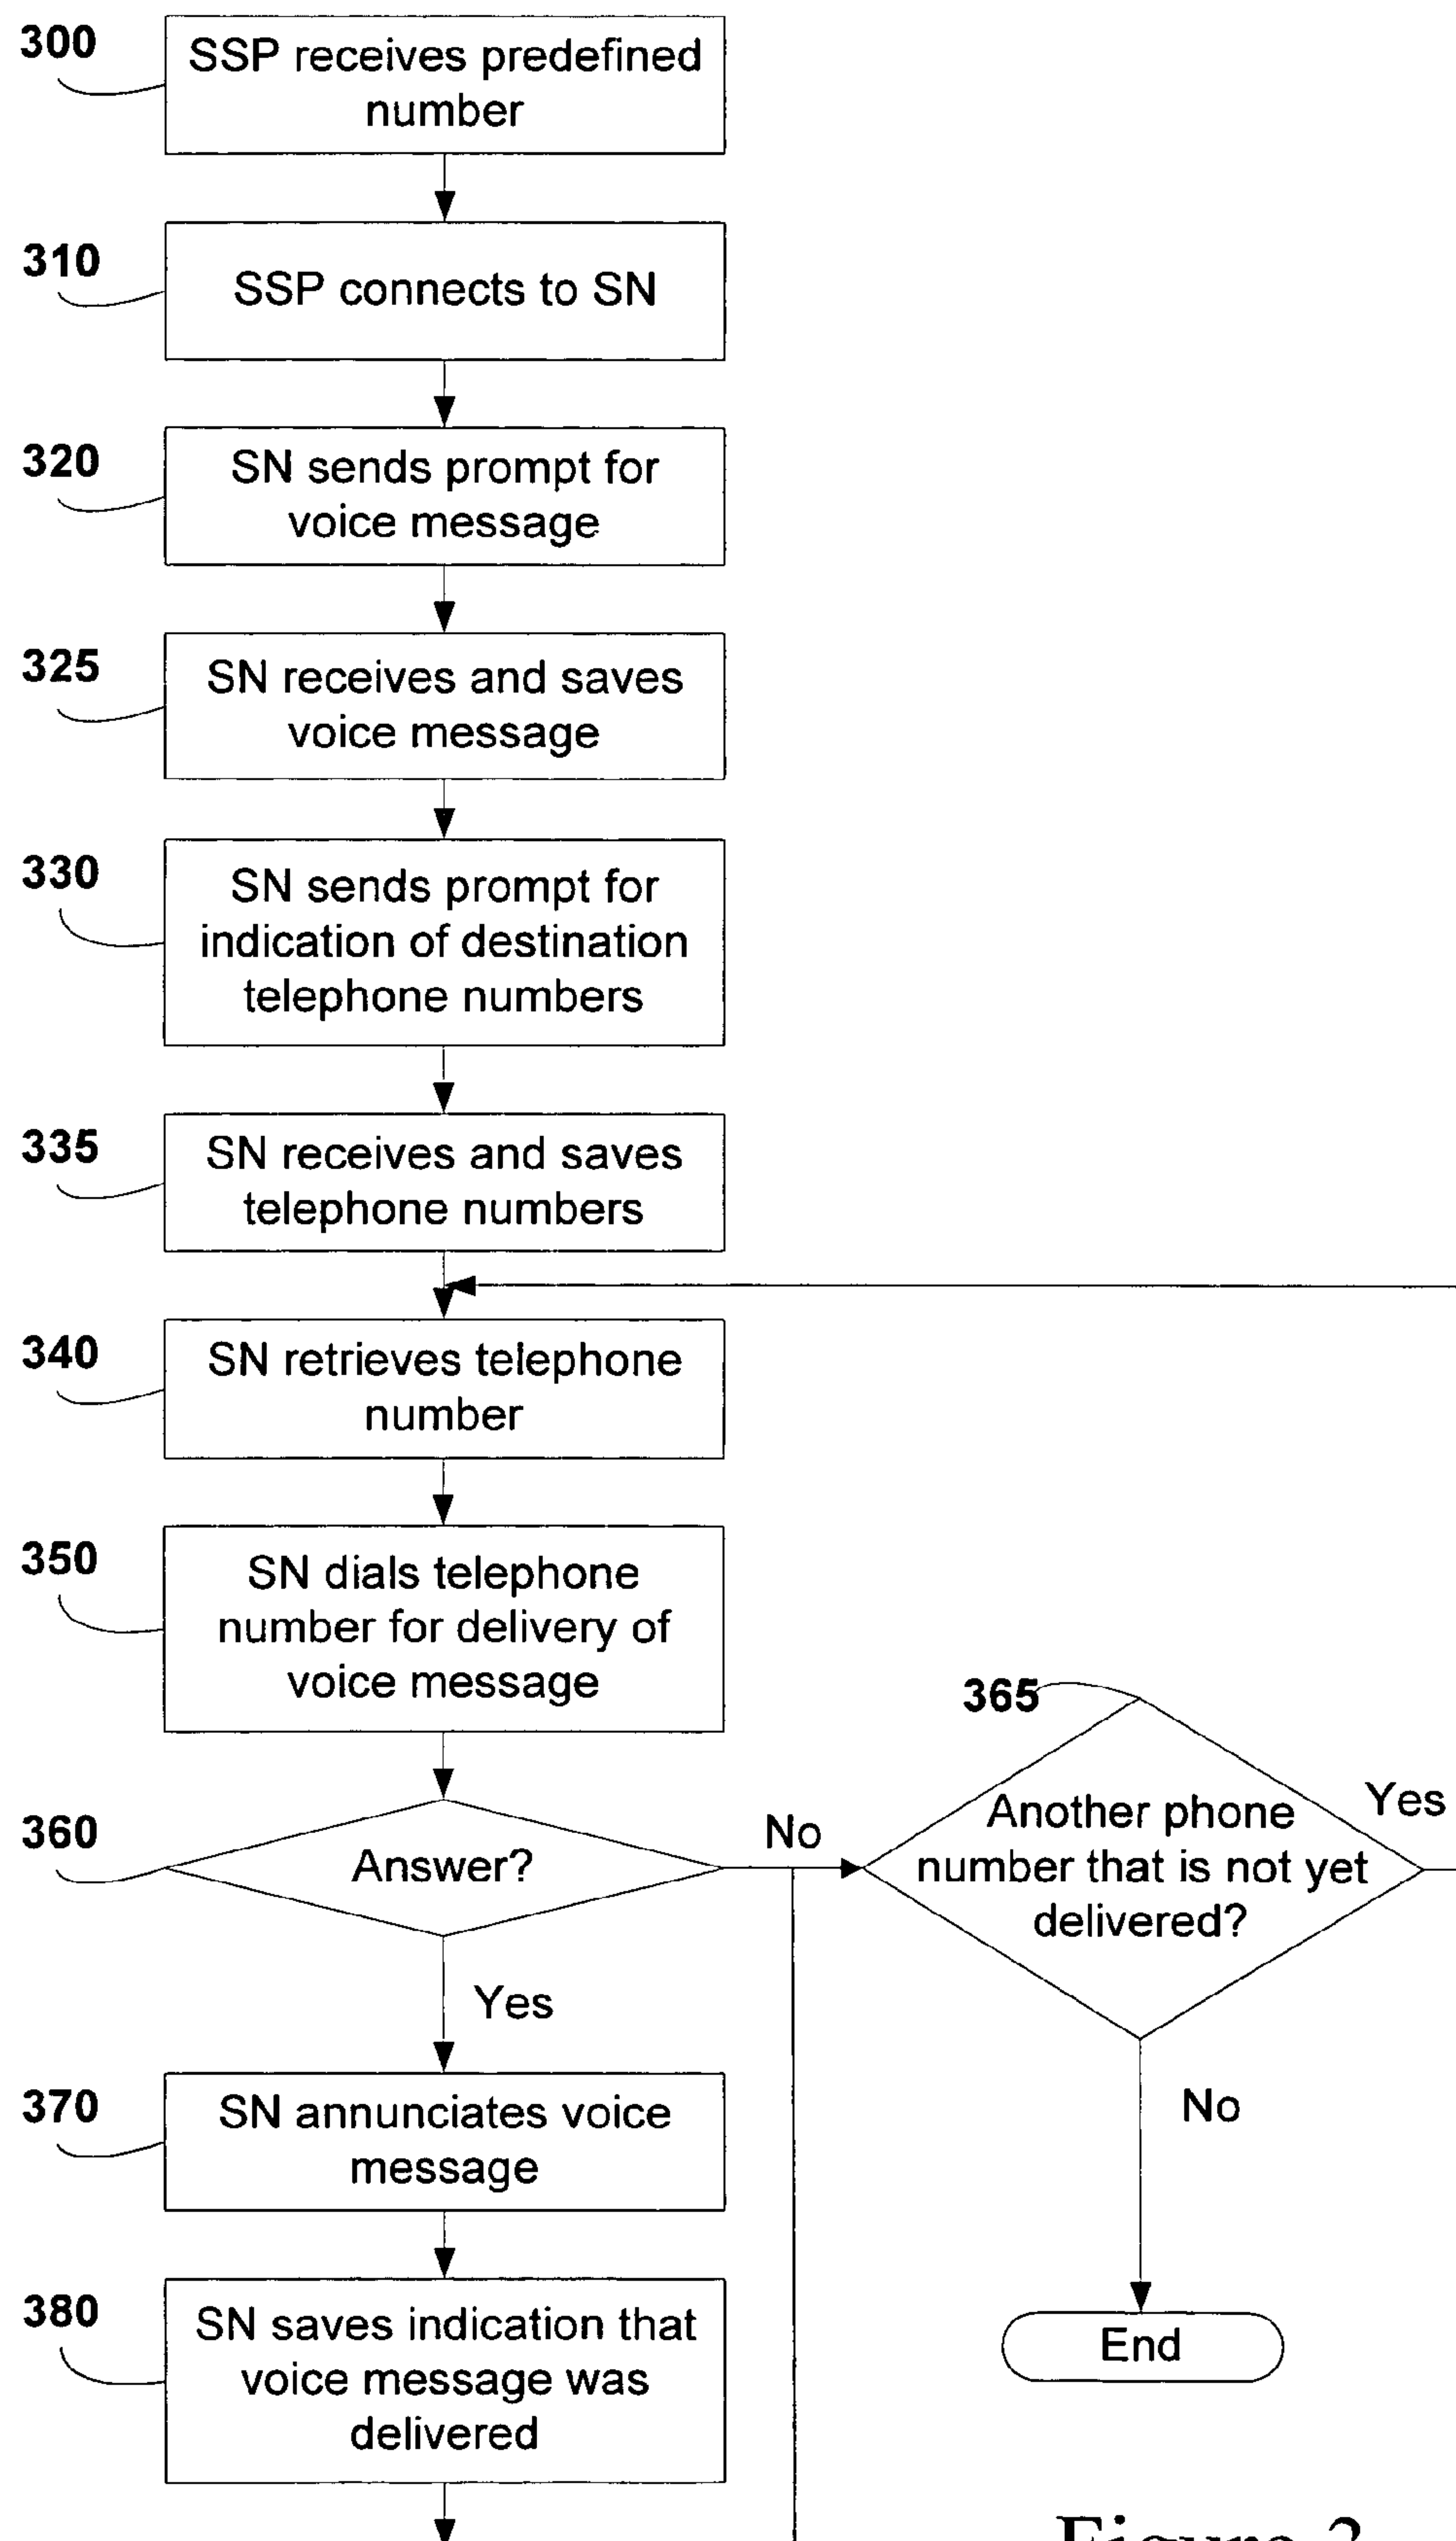 300
SSP receives predefined
number
310
SSP connects to SN
320
SN sends prompt for
voice message
325
SN receives and saves
voice message
330
SN sends prompt for
indication of destination
telephone numbers
335
SN receives and saves
telephone numbers
340
SN retrieves telephone
number
350
SN dials telephone
number for delivery of
voice message
360
Answer?
No
365
Another phone
number that is not yet
delivered?
Yes
Yes
370
SN annunciates voice
message
No
380
SN saves indication that
voice message was
delivered
End
Figure